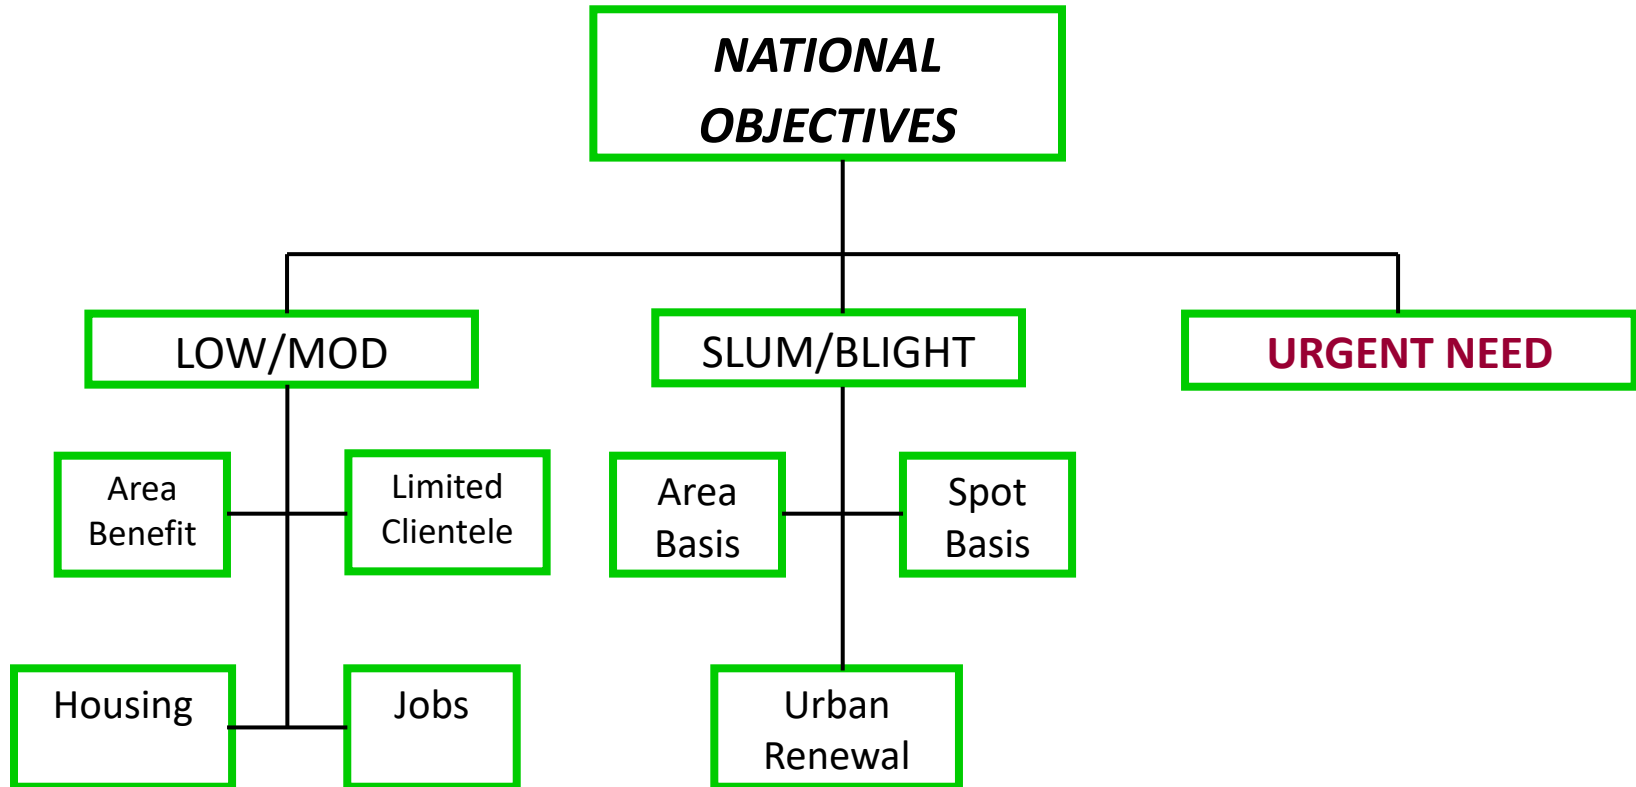 NATIONAL
OBJECTIVES
LOW/MOD
SLUM/BLIGHT
URGENT NEED
Area
Benefit
Limited
Clientele
Area
Basis
Spot
Basis
Housing
Jobs
Urban
Renewal